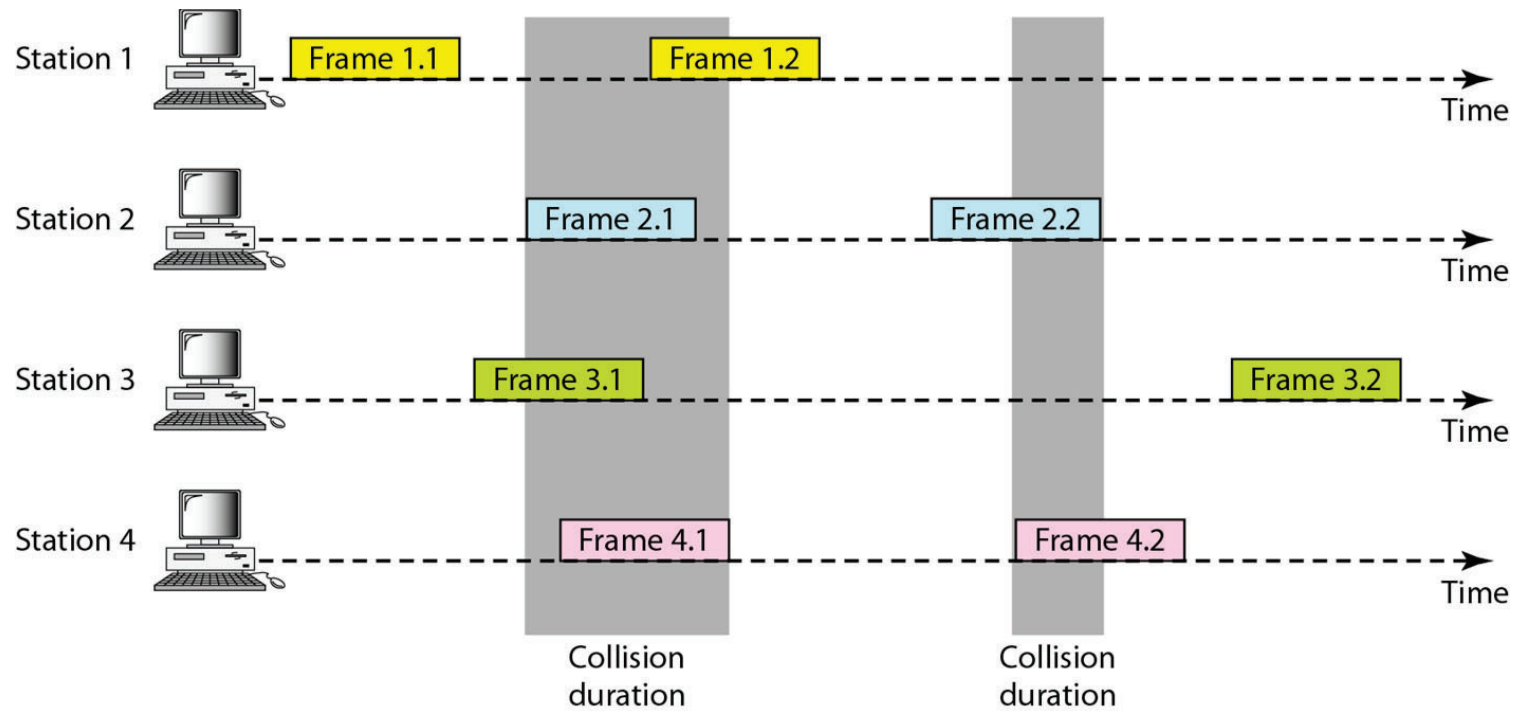 Station 1
Frame 1.1
Frame 1.2
Time
Station 2
Frame 2.1
Frame 2.2
Time
Station 3
Frame 3.1
Frame 3.2
Time
Station 4
Frame 4.1
Frame 4.2
Time
Collision
duration
Collision
duration